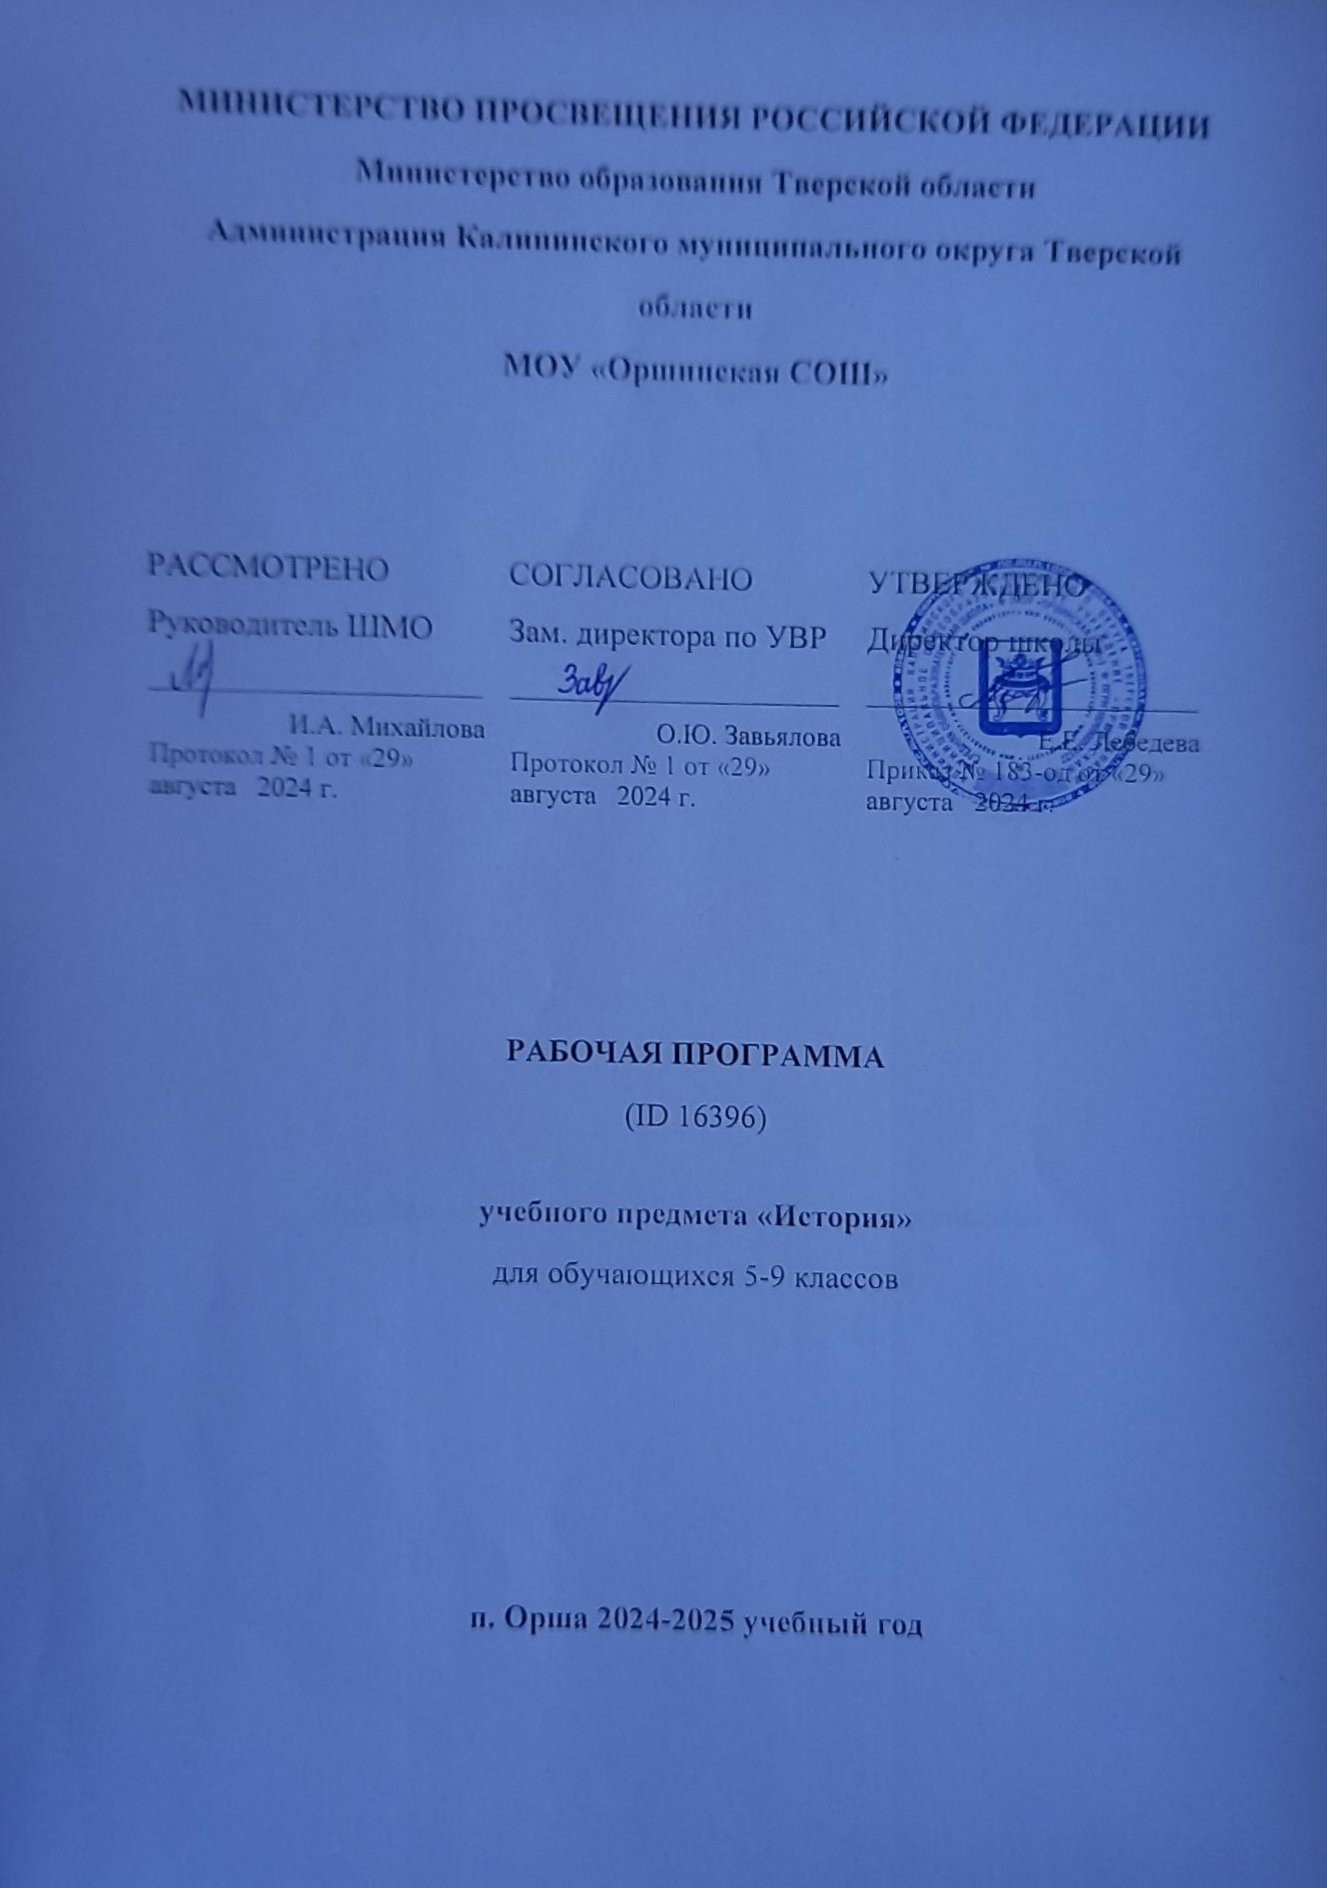 МИНИСТЕРСТВО ПРОСВЕЩЕНИЯ РОССИЙСКОЙ ФЕДЕРАЦИИ
Министерство образования Тверской области
Администрация Калининского муниципального округа Тверской
области
МОУ «Оршинская СОШ»
РАССМОТРЕНО
Руководитель ШМО
И.А. Михайлова
Протокол № 1 от «29»
августа 2024 г.
СОГЛАСОВАНО
Зам. директора по УВР
Завр
О.Ю. Завьялова
Протокол № 1 от «29»
августа 2024 г.
УТВЕРЖДЕНО
Директор школы
Е.Е. Лебедева
Приказ № 183-од от «29»
августа 2024 г.
РАБОЧАЯ ПРОГРАММА
(ID 16396)
учебного предмета «История»
для обучающихся 5-9 классов
п. Орша 2024-2025 учебный год